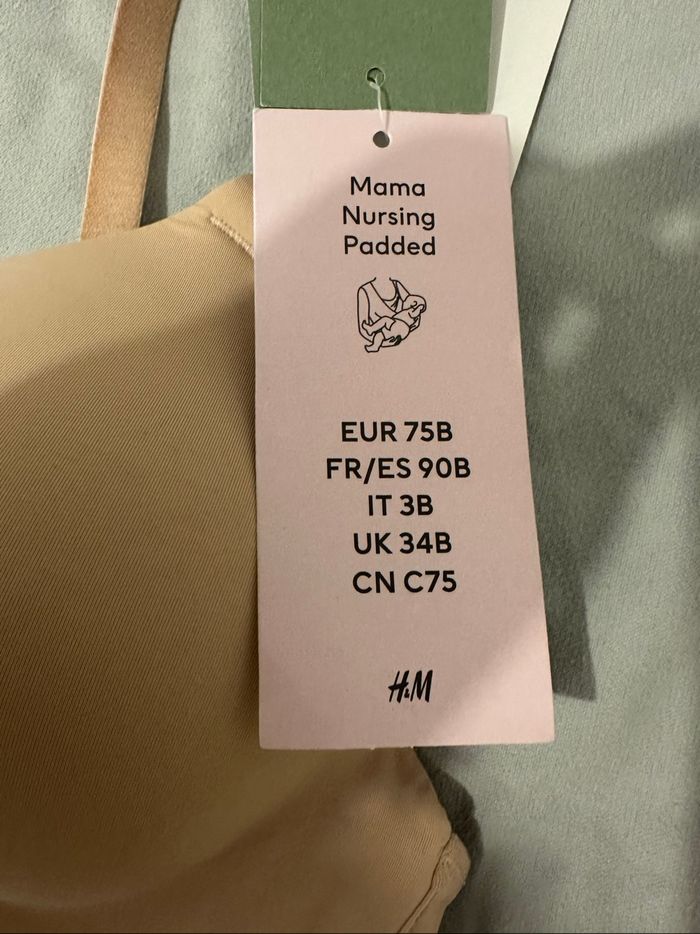 Mama
Nursing
Padded
EUR 75B
FR/ES 90B
IT 3B
UK 34B
CN C75
H&M